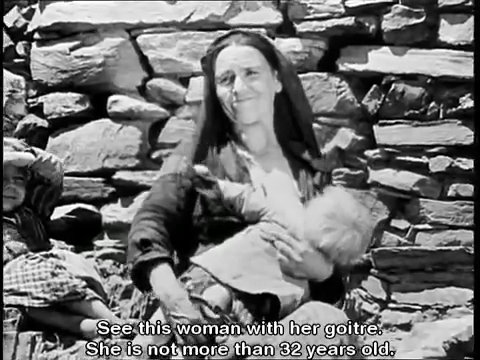 See this woman with her goitre.
She is not more than 32 years old.